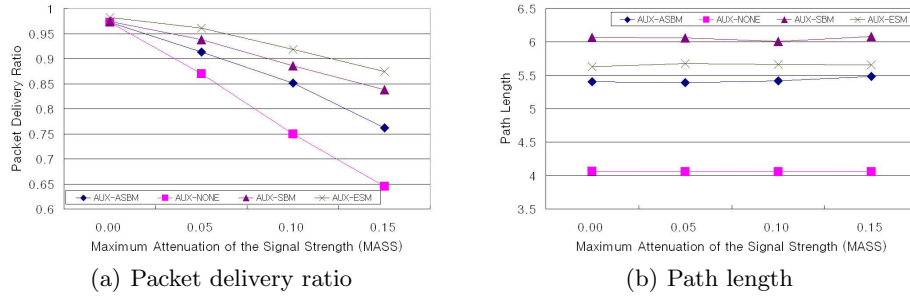 Packet Delivery Ratio
1
0.95
0.9
0.85
0.8
0.75
0.7
0.65
0.6
AUX-ASBM AUX-NONE AUX-SBM AUX-ESM
0.00 0.05 0.10 0.15
Maximum Attenuation of the Signal Strength (MASS)
(a) Packet delivery ratio
Path Length
6.5
6
5.5
5
4.5
4
3.5
AUX-ASBM AUX-NONE AUX-SBM AUX-ESM
0.00 0.05 0.10 0.15
Maximum Attenuation of the Signal Strength (MASS)
(b) Path length